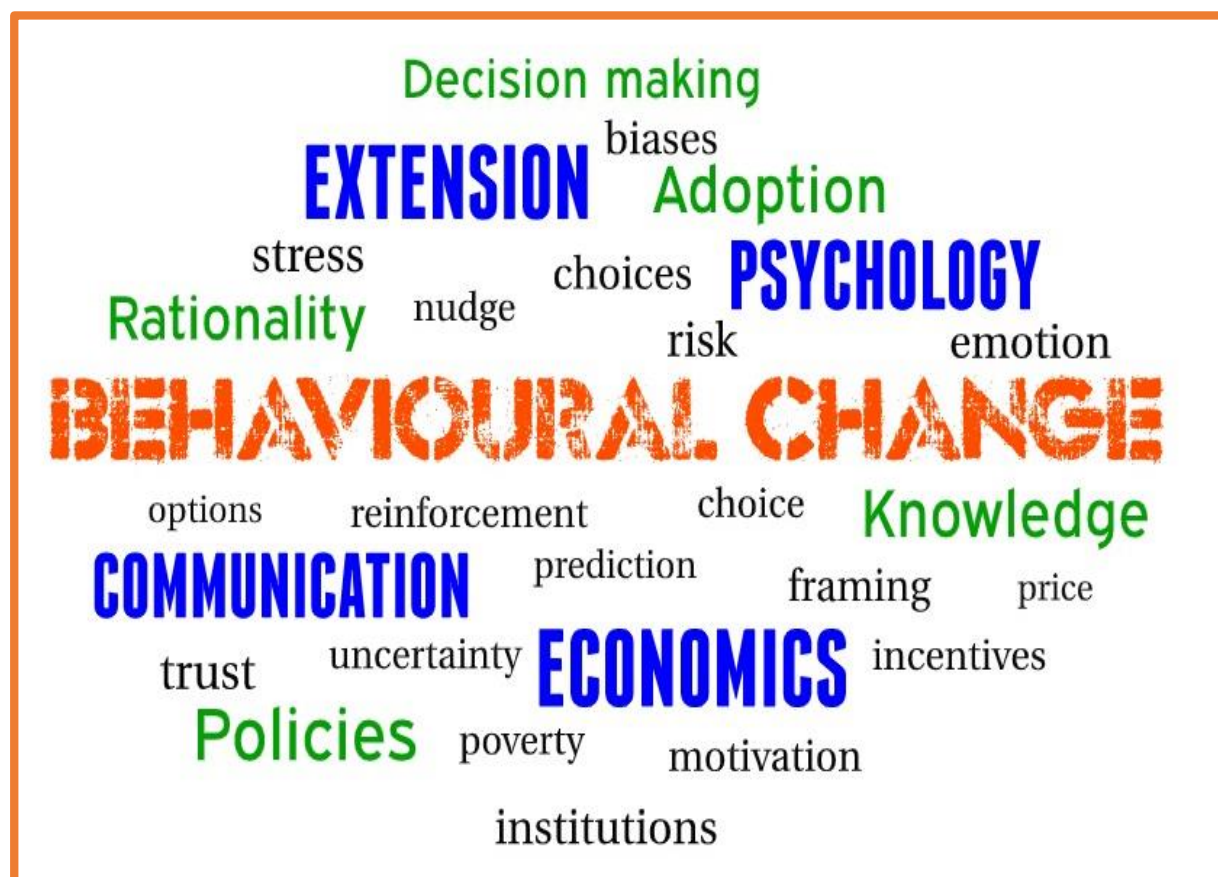 Decision making
biases
EXTENSION
Adoption
stress
choices
PSYCHOLOGY
Rationality
nudge
risk
emotion
BEHAVIOURAL CHANGE
options
reinforcement
choice
Knowledge
COMMUNICATION
prediction
framing
price
trust
uncertainty
ECONOMICS
incentives
Policies
poverty
motivation
institutions